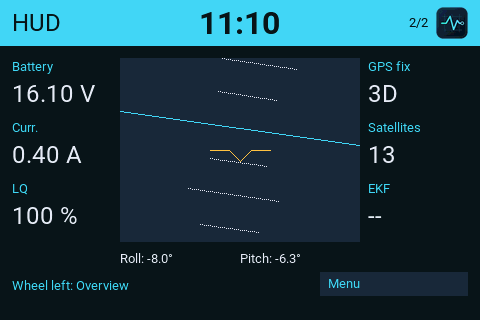 HUD
11:10
2/2
Battery
16.10 V
Curr.
0.40 A
LQ
100 %
GPS fix
3D
Satellites
13
EKF
--
Roll: -8.0°
Pitch: -6.3°
Wheel left: Overview
Menu